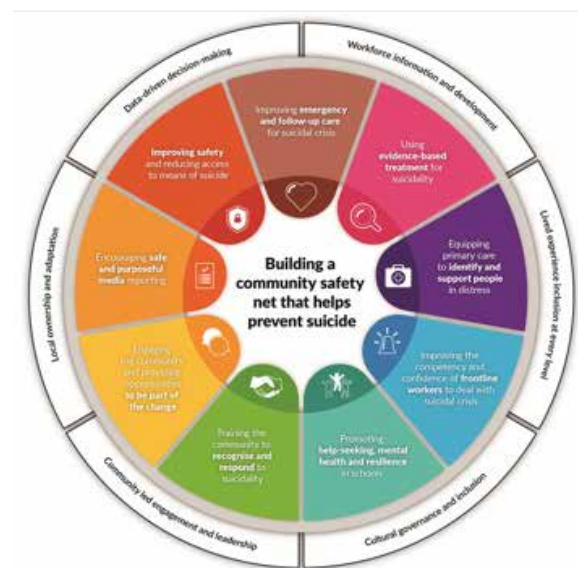 Data-driven decision-making
Workforce information and development
Lived experience inclusion at every level
Cultural governance and inclusion
Community led engagement and leadership
Local ownership and adaptation
Improving emergency
and follow-up care
for suicidal crisis
Using
evidence-based
treatment for
suicidality
Equipping
primary care
to identify and
support people
in distress
Improving the
competency and
confidence of frontline
workers to deal with
suicidal crisis
Promoting
help-seeking, mental
health and resilience
in schools
Training the
community to
recognise and
respond to
suicidality
Engaging
the community
and providing
opportunities
to be part of
the change
Encouraging safe
and purposeful
media reporting
Improving safety
and reducing access
to means of suicide
Building a
community safety
net that helps
prevent suicide